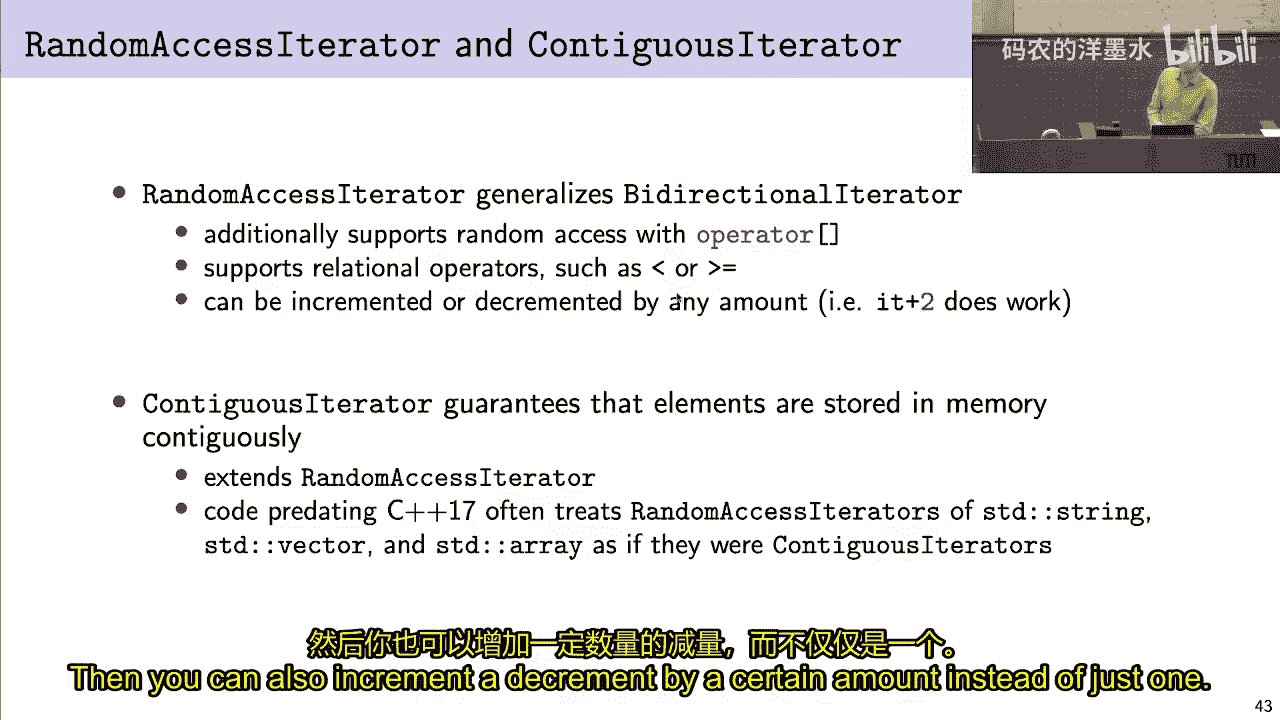 RandomAccessIterator and ContiguousIterator
码农的洋墨水 bilibili
• RandomAccessIterator generalizes BidirectionalIterator
• additionally supports random access with operator[]
• supports relational operators, such as < or >=
• can be incremented or decremented by any amount (i.e. it+2 does work)
• ContiguousIterator guarantees that elements are stored in memory
contiguously
• extends RandomAccessIterator
• code predating C++17 often treats RandomAccessIterators of std::string,
std::vector, and std::array as if they were ContiguousIterators
然后你也可以增加一定数量的减量，而不仅仅是一个。
Then you can also increment a decrement by a certain amount instead of just one.
43